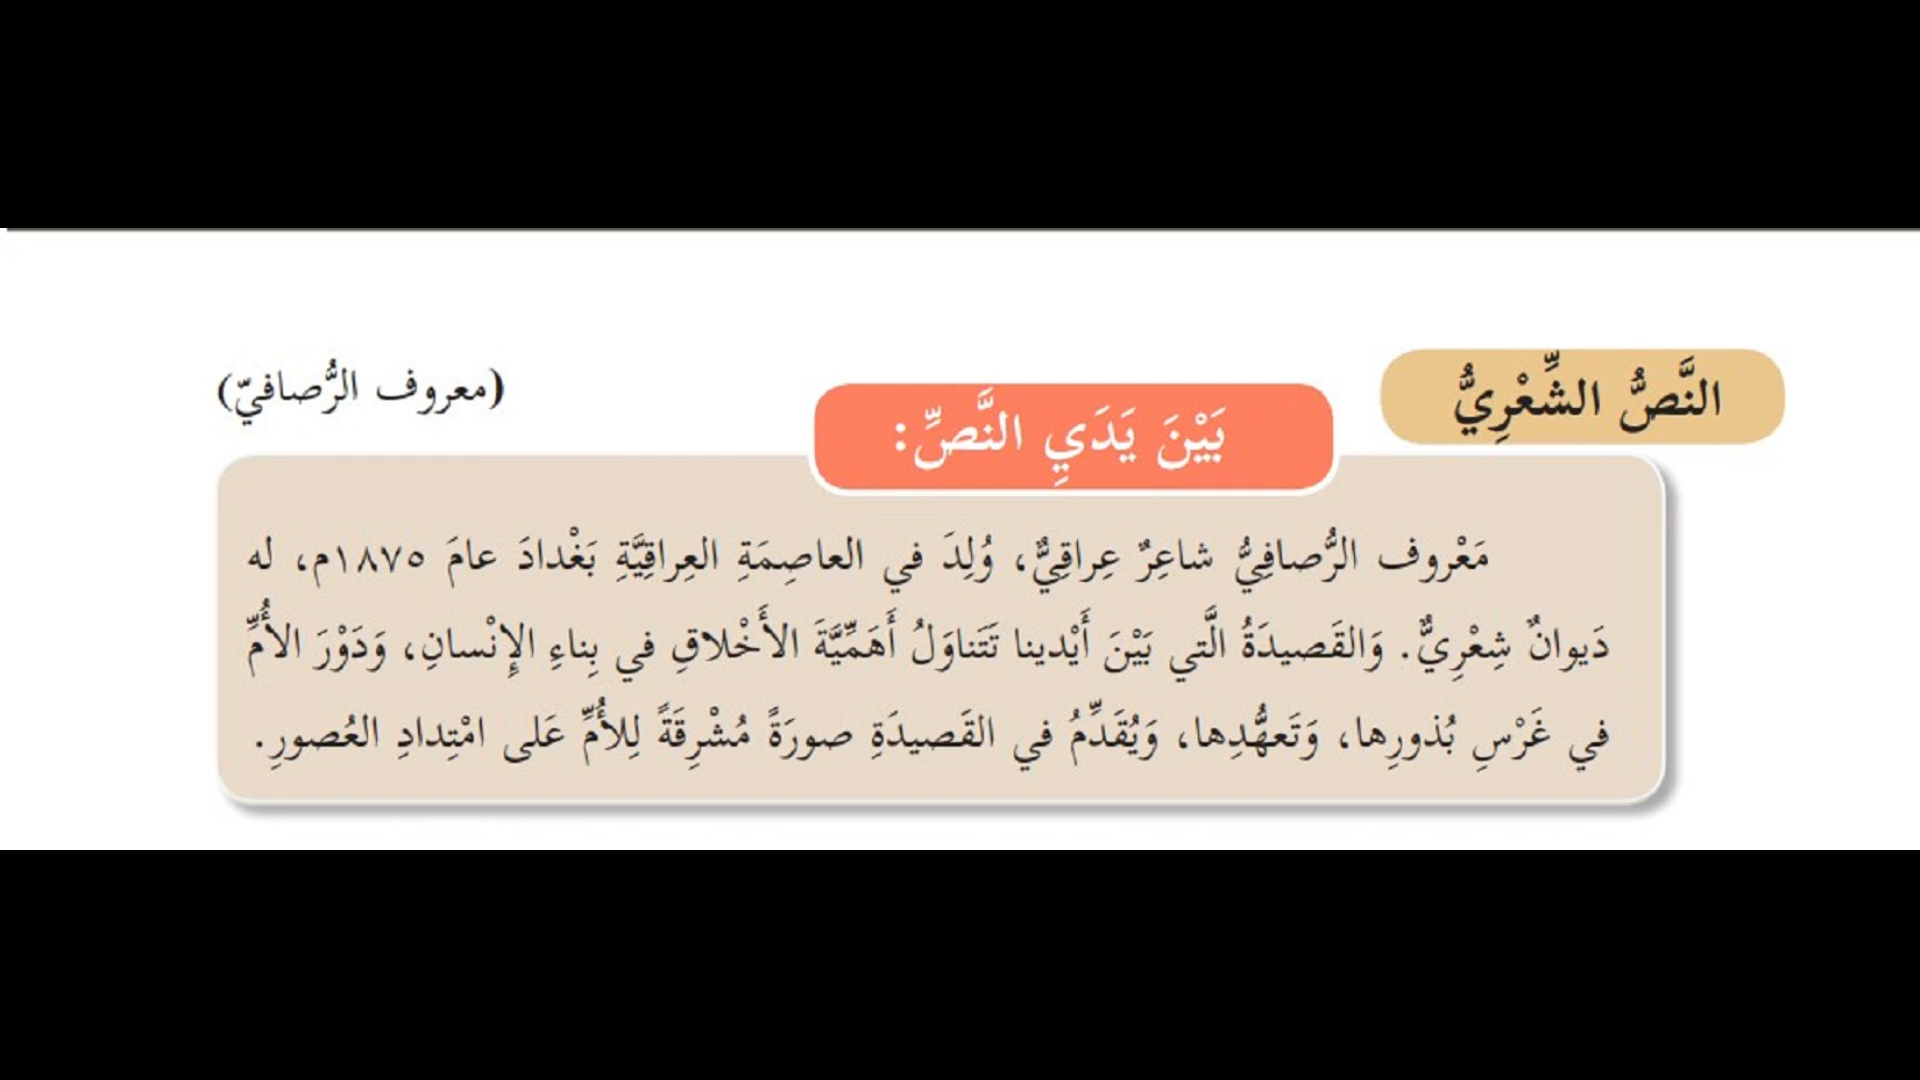 النَّصُّ الشِّعْرِيُّ
(معروف الرُّصافيّ)
بَيْنَ يَدَيِ النَّصِّ:
مَعْروف الرُّصافِيُّ شاعِرٌ عِراقِيٌّ، وُلِدَ في العاصِمَةِ العِراقِيَّةِ بَغْدادَ عامَ ١٨٧٥م، له
دَيوانٌ شِعْرِيٌّ. وَالقَصيدَةُ الَّتي بَيْنَ أَيْدينا تَتَناوَلُ أَهَمِّيَّةَ الأَخْلاقِ في بِناءِ الإِنْسانِ، وَدَوْرَ الأُمِّ
في غَرْسِ بُذورِها، وَتَعهُّدِها، وَيُقَدِّمُ في القَصيدَةِ صورَةً مُشْرِقَةً لِلأُمِّ عَلى امْتِدادِ العُصورِ.